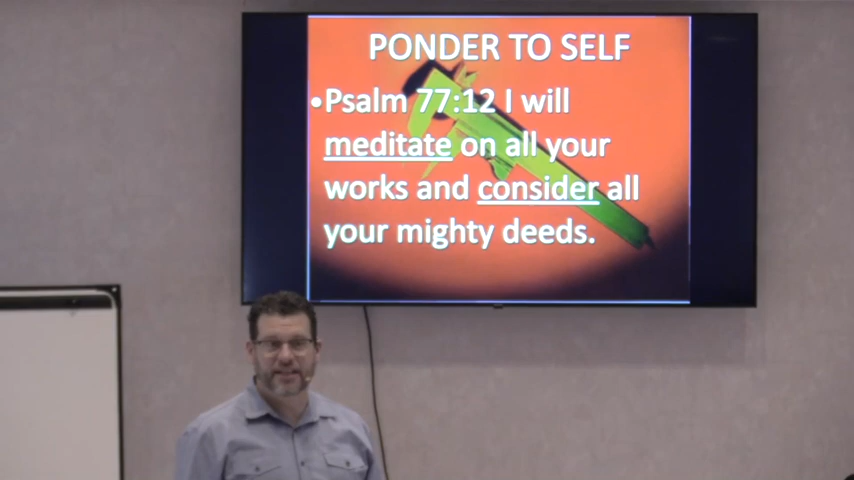 PONDER TO SELF
•Psalm 77:12 I will
meditate on all your
works and consider all
your mighty deeds.